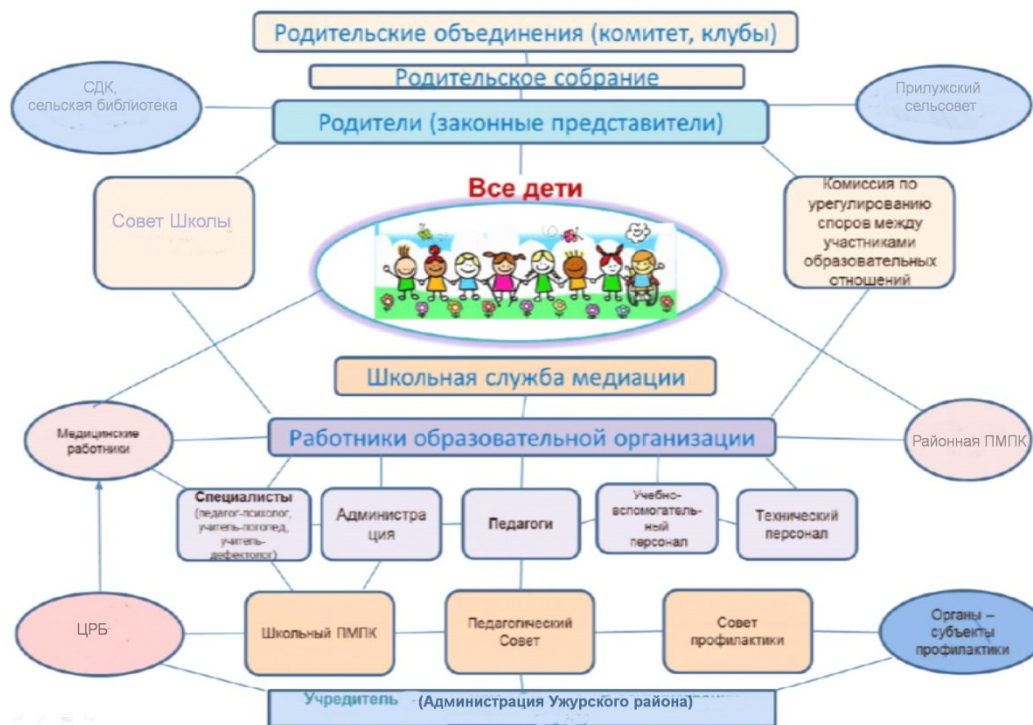 Родительские объединения (комитет, клубы)
Родительское собрание
СДК,
сельская библиотека
Прилужский
сельсовет
Родители (законные представители)
Все дети
Совет Школы
Комиссия по
урегулированию
споров между
участниками
образовательных
отношений
Школьная служба медиации
Медицинские
работники
Работники образовательной организации
Районная ПМПК
Специалисты
(педагог-психолог,
учитель-логопед,
учитель-
дефектолог)
Администра
ция
Педагоги
Учебно-
вспомогатель-
ный
персонал
Технический
персонал
ЦРБ
Школьный ПМПК
Педагогический
Совет
Совет
профилактики
Органы –
субъекты
профилактики
Учредитель (Администрация Ужурского района)